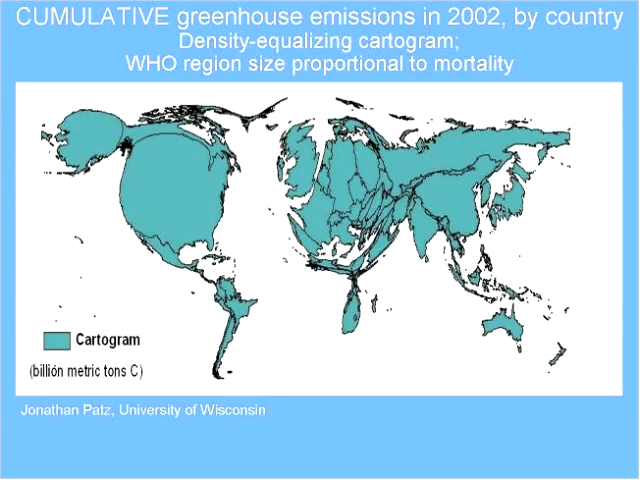 CUMULATIVE greenhouse emissions in 2002, by country
Density-equalizing cartogram;
WHO region size proportional to mortality
Cartogram
(billion metric tons C)
Jonathan Patz, University of Wisconsin